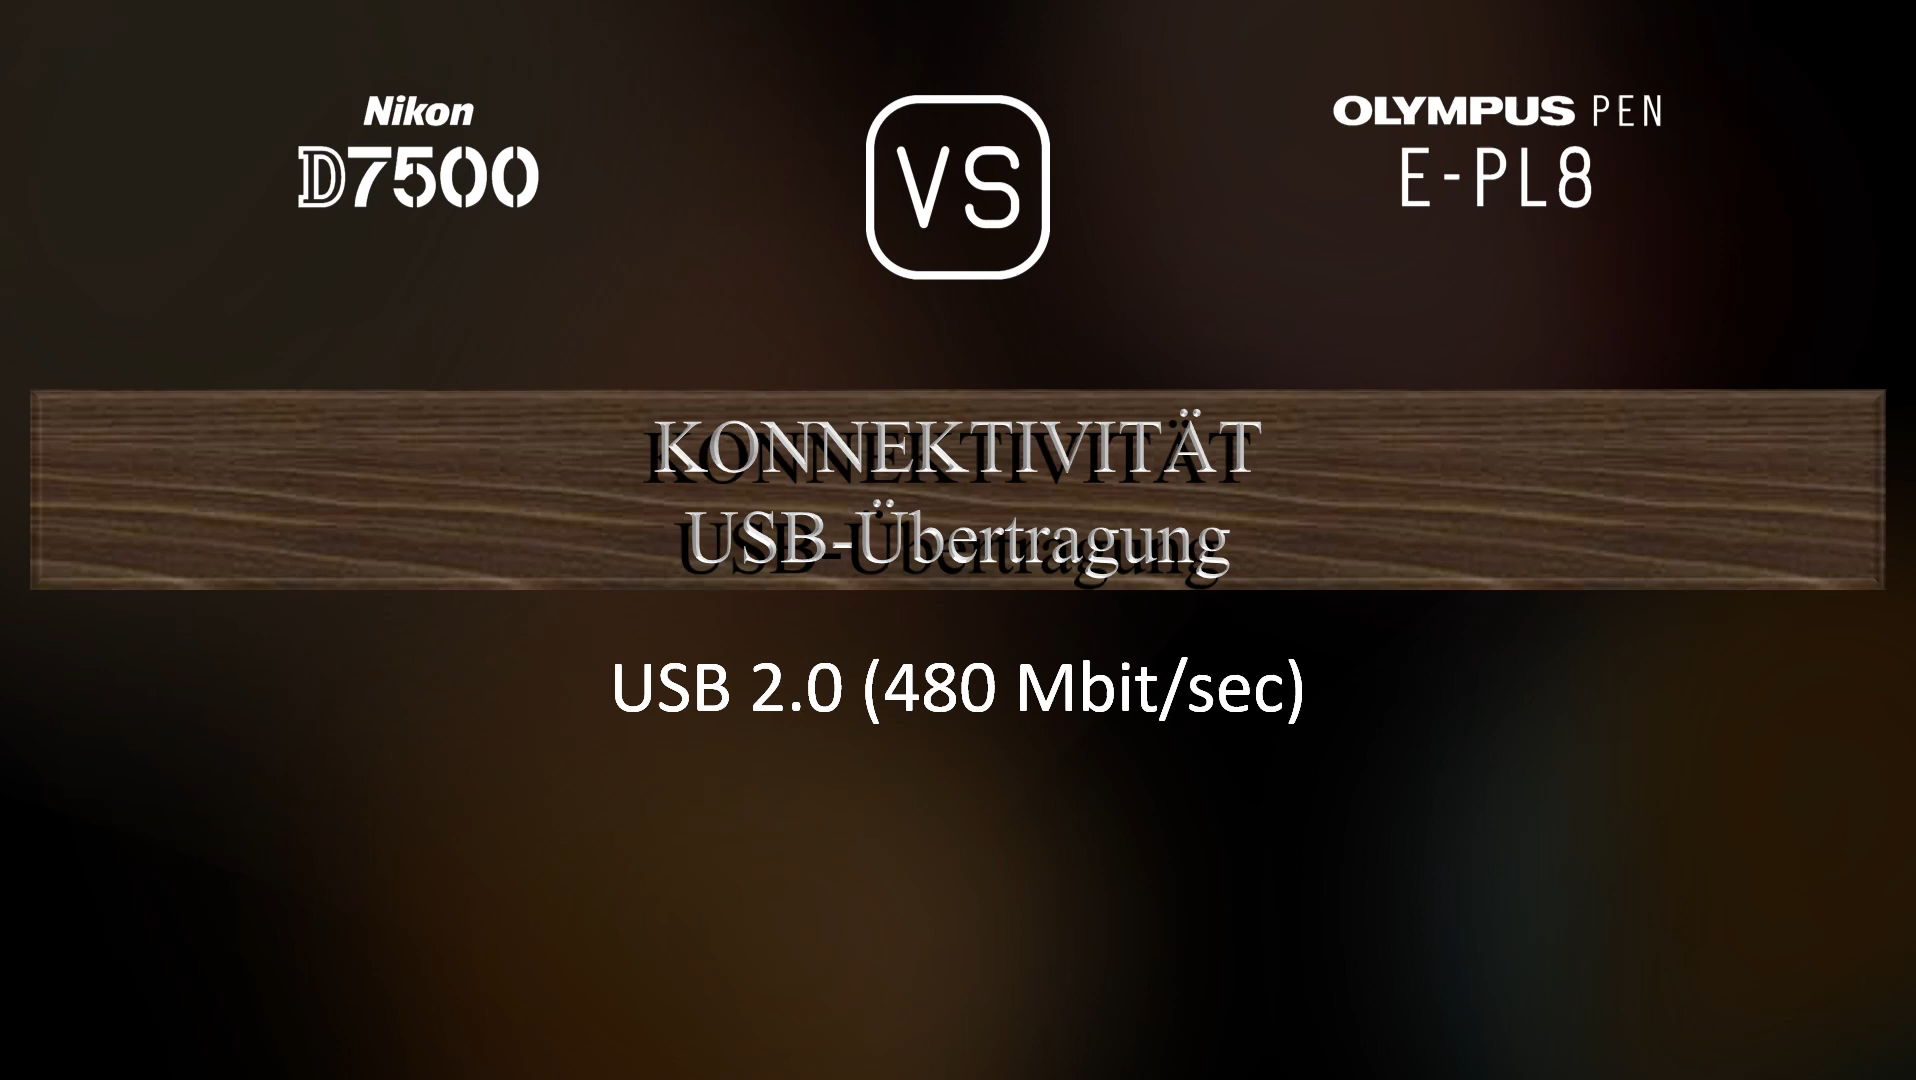 Nikon
D7500
VS
OLYMPUS PEN
E-PL8
KONNEKTIVITÄT
USB-Übertragung
USB 2.0 (480 Mbit/sec)